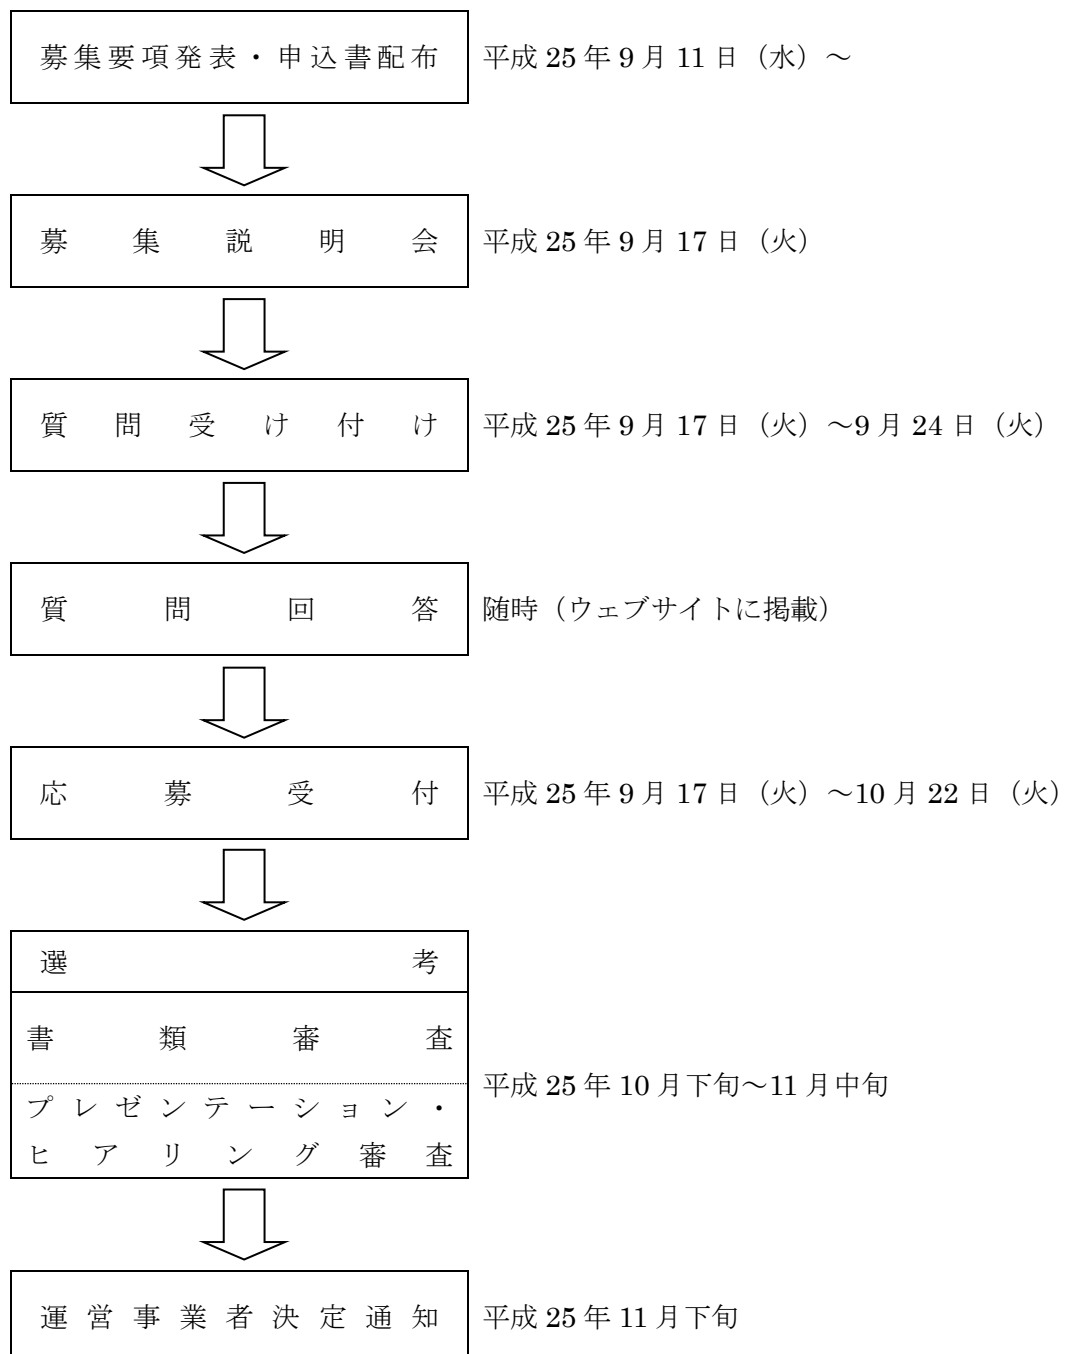 募集要項発表・申込書配布 平成 25 年 9 月 11 日（水）～
募集説明会 平成 25 年 9 月 17 日（火）
質問受け付け 平成 25 年 9 月 17 日（火）～9 月 24 日（火）
質問回答 随時（ウェブサイトに掲載）
応募受付 平成 25 年 9 月 17 日（火）～10 月 22 日（火）
選考
書類審査
平成 25 年 10 月下旬～11 月中旬
プレゼンテーション・
ヒアリング審査
運営事業者決定通知 平成 25 年 11 月下旬